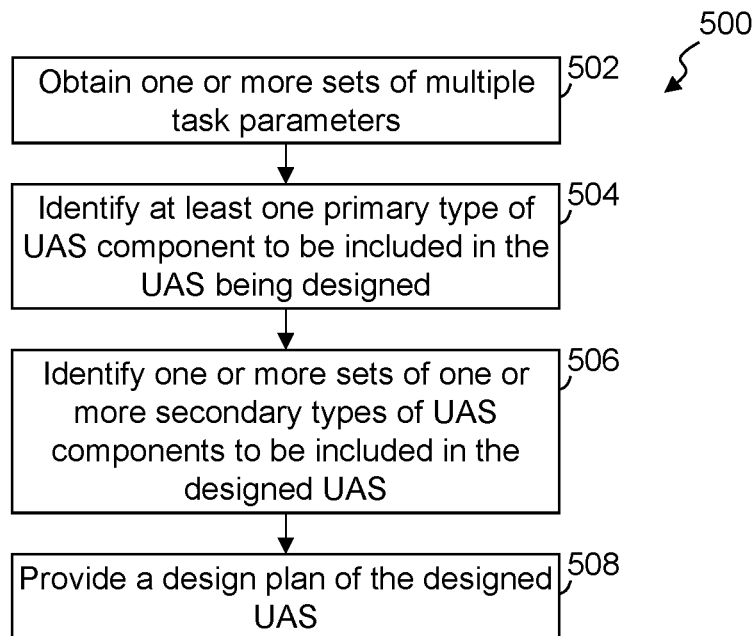 500
502
Obtain one or more sets of multiple
task parameters
504
Identify at least one primary type of
UAS component to be included in the
UAS being designed
506
Identify one or more sets of one or
more secondary types of UAS
components to be included in the
designed UAS
508
Provide a design plan of the designed
UAS